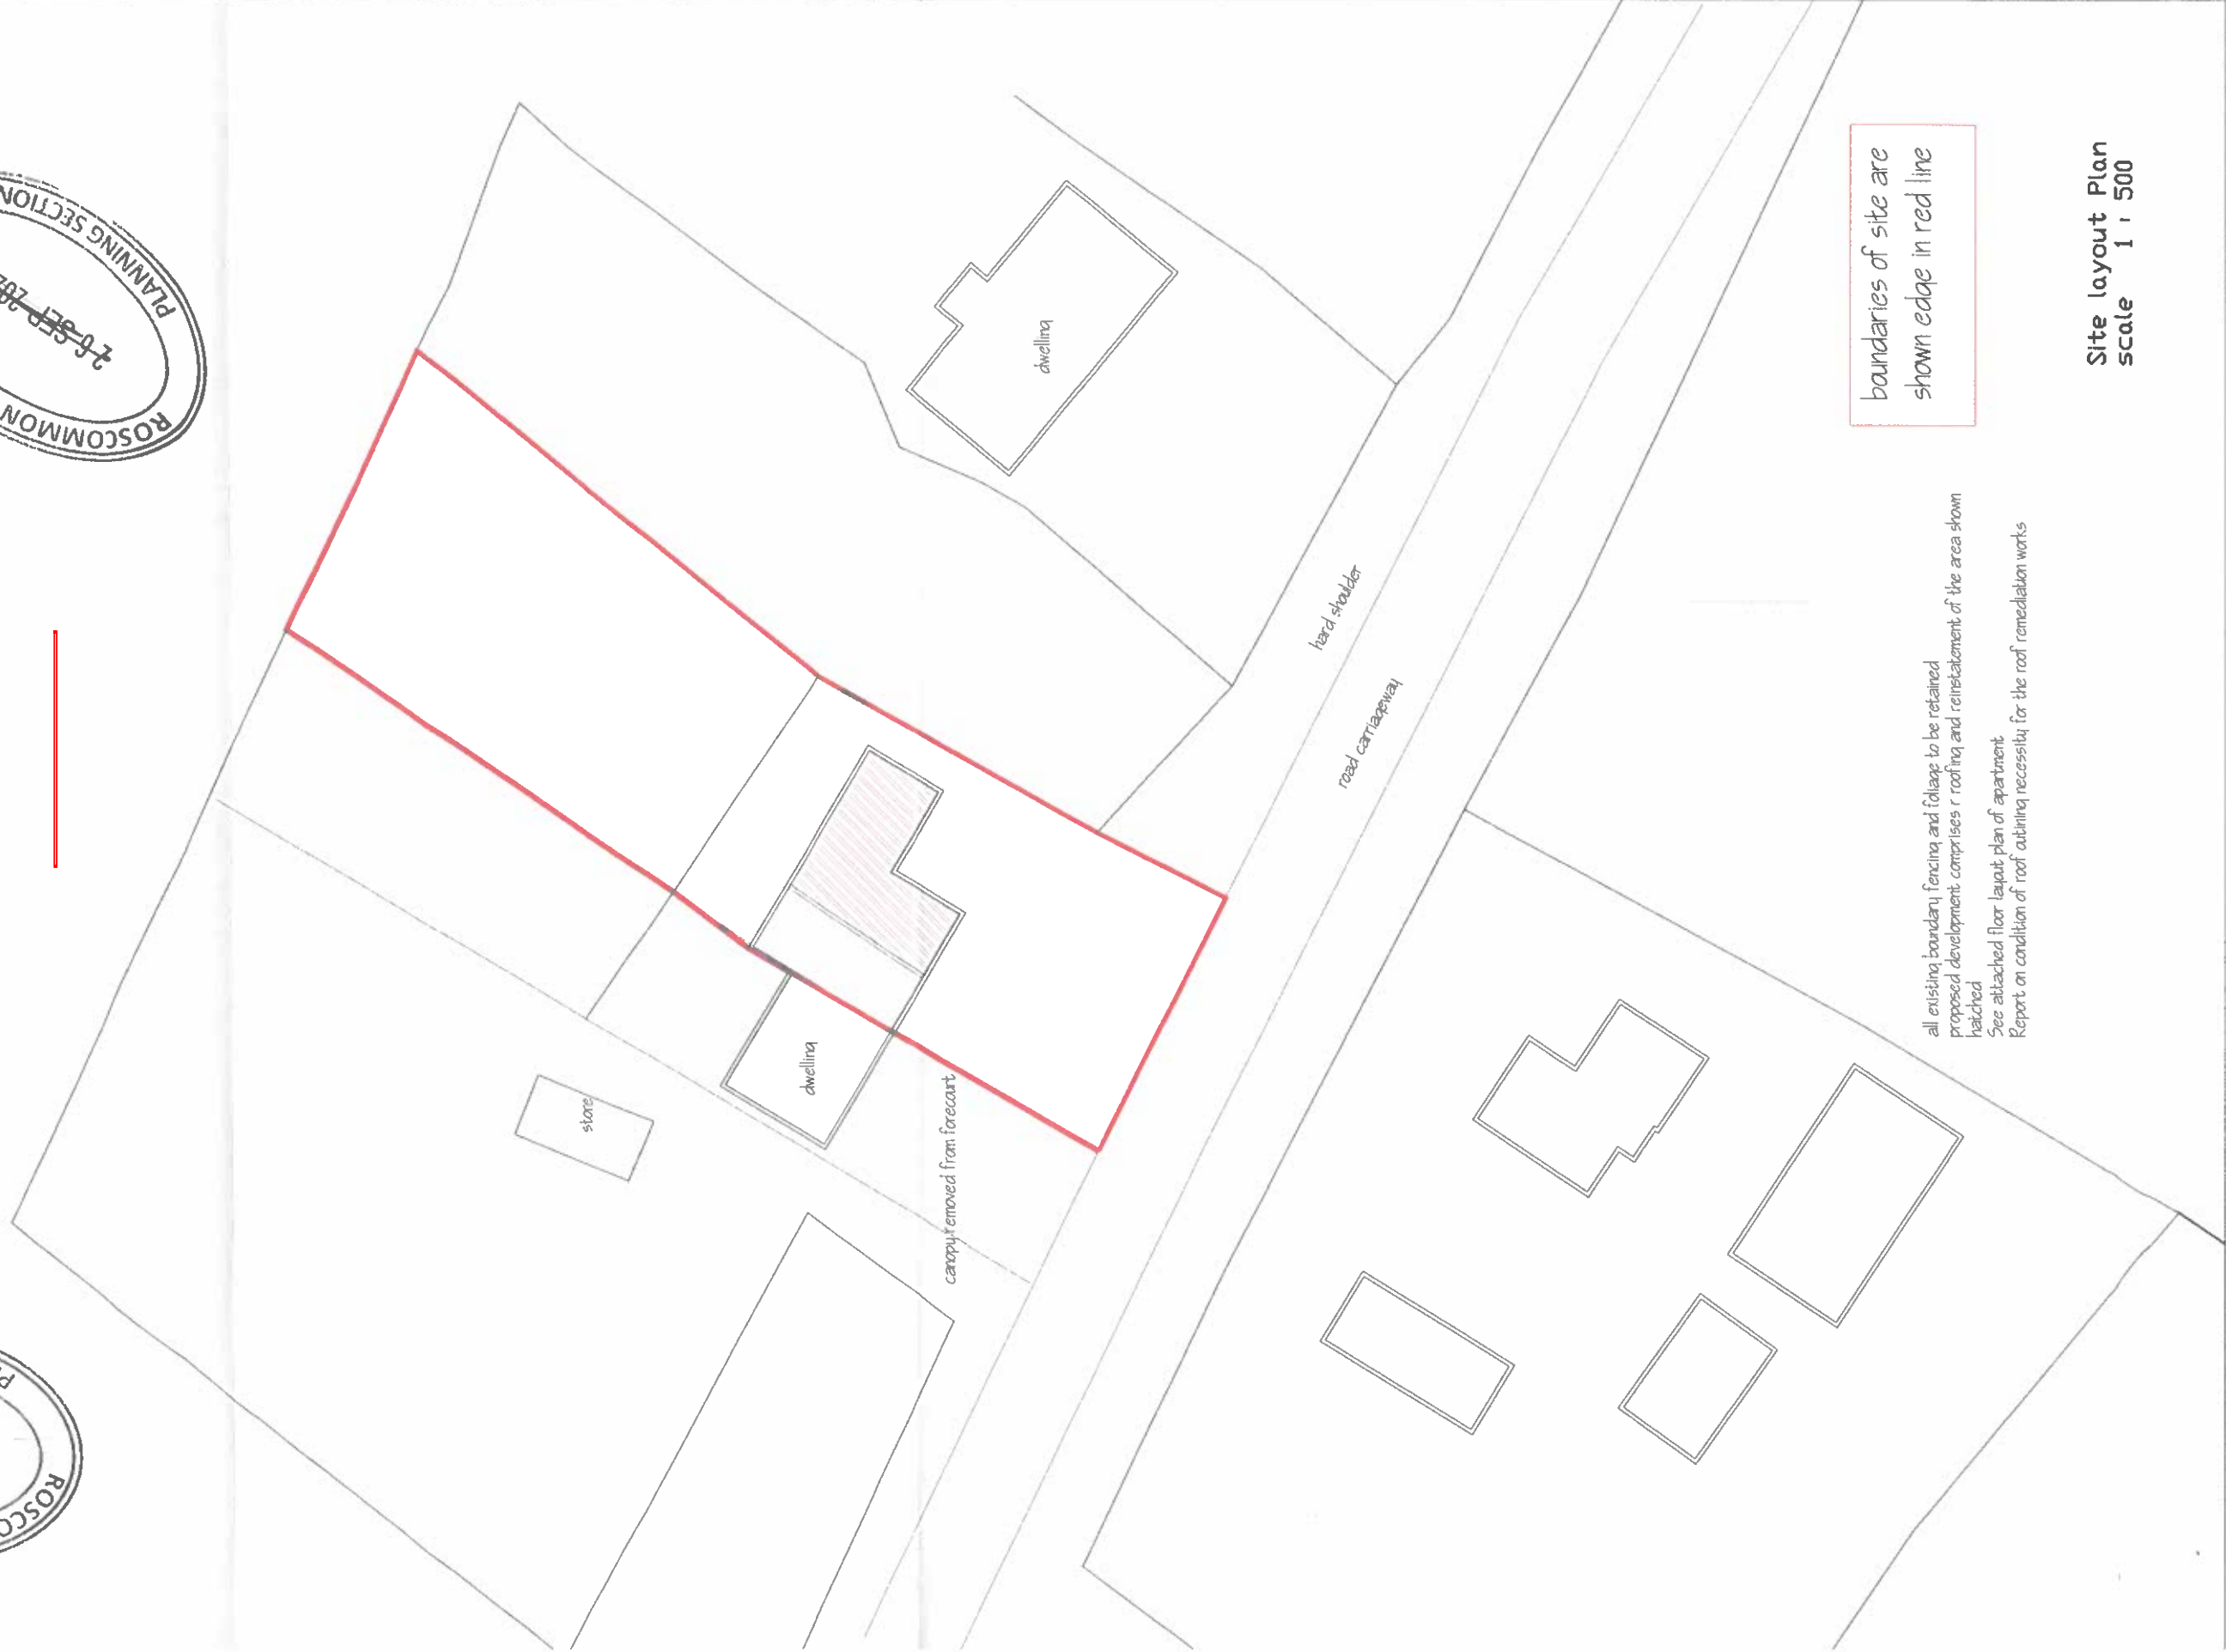 PLANNING SECTION
26 SEP
ROSCOMMON
ROSCO
dwelling
hard shoulder
road carriageway
dwelling
store
canopy removed from forecourt
boundaries of site are
shown edge in red line
all existing boundary fencing and foliage to be retained
proposed development comprises r roofing and reinstatement of the area shown
hatched
See attached floor layout plan of apartment
Report on condition of roof outlining necessity for the roof remediation works
Site layout Plan
scale 1 : 500